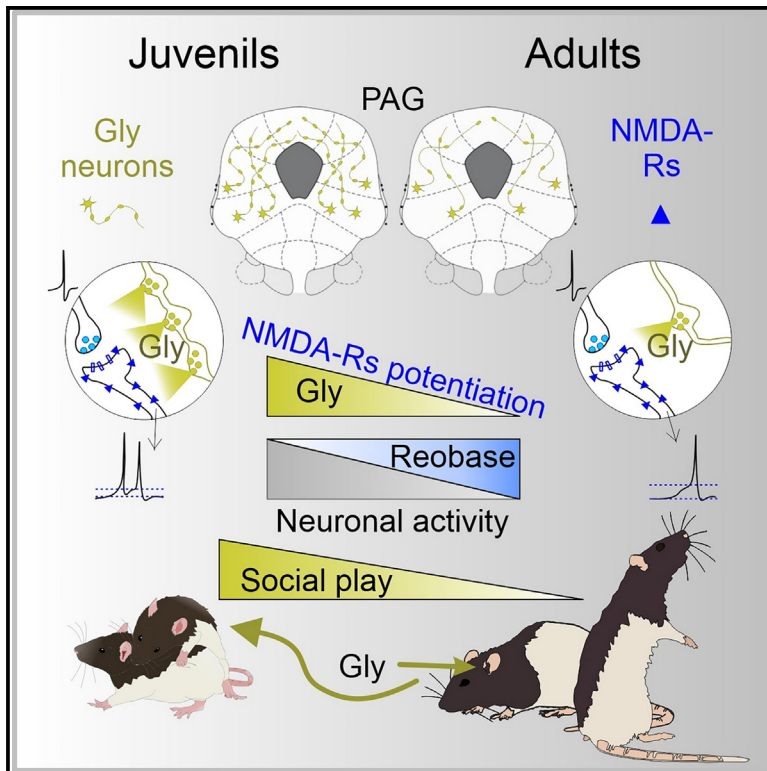 Juvenils
Adults
PAG
Gly
neurons
NMDA-
Rs
Gly
Gly
NMDA-Rs potentiation
Gly
Reobase
Neuronal activity
Social play
Gly